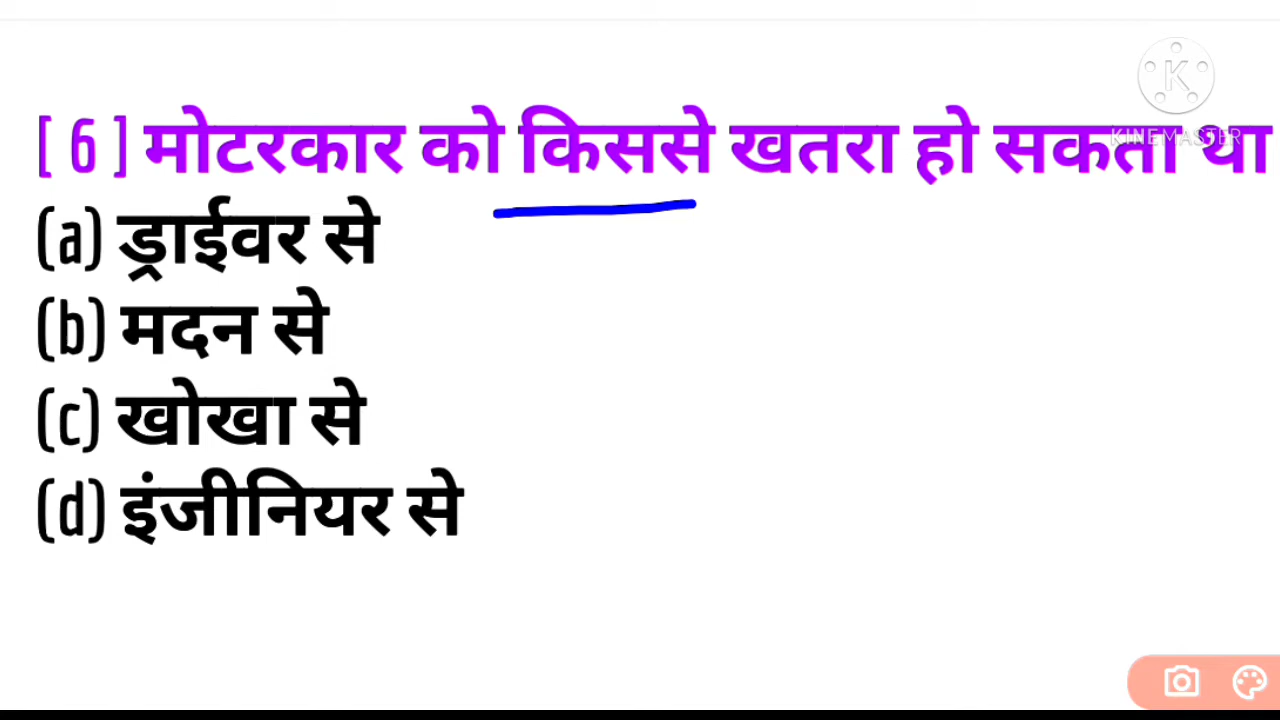 [ 6 ] मोटरकार को किससे खतरा हो सकता था
(a) ड्राईवर से
(b) मदन से
(c) खोखा से
(d) इंजीनियर से
K
KINEMASTER